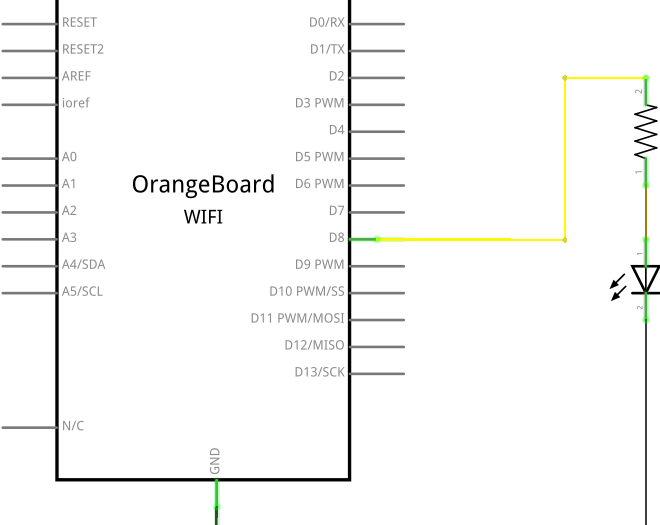 RESET
RESET2
AREF
ioref
A0
A1
A2
A3
A4/SDA
A5/SCL
N/C
OrangeBoard
WIFI
GND
D0/RX
D1/TX
D2
D3 PWM
D4
D5 PWM
D6 PWM
D7
D8
D9 PWM
D10 PWM/SS
D11 PWM/MOSI
D12/MISO
D13/SCK
2
1
1
2